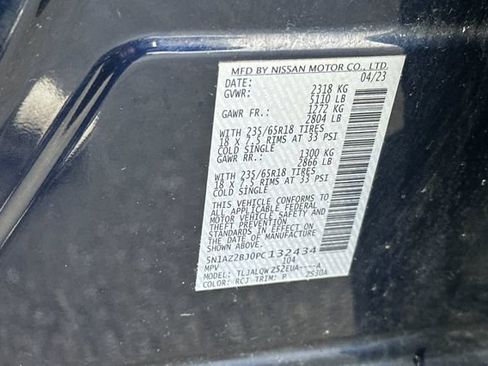 MFD BY NISSAN MOTOR CO., LTD.
DATE: 04/23
GVWR: 2318 KG
5110 LB
GAWR FR.: 1272 KG
2804 LB
WITH 235/65R18 TIRES
18 X 7.5 RIMS AT 33 PSI
COLD SINGLE
GAWR RR.: 1300 KG
2866 LB
WITH 235/65R18 TIRES
18 X 7.5 RIMS AT 33 PSI
COLD SINGLE
THIS VEHICLE CONFORMS TO
ALL APPLICABLE FEDERAL
MOTOR VEHICLE SAFETY AND
THEFT PREVENTION
STANDARDS IN EFFECT ON
THE DATE OF MANUFACTURE
SHOWN ABOVE.
5N1AZ2BJ0PC132434
MPV 104
MODEL: TLJALQWZ52EUA----A
COLOR: RCJ TRIM: P 2530A